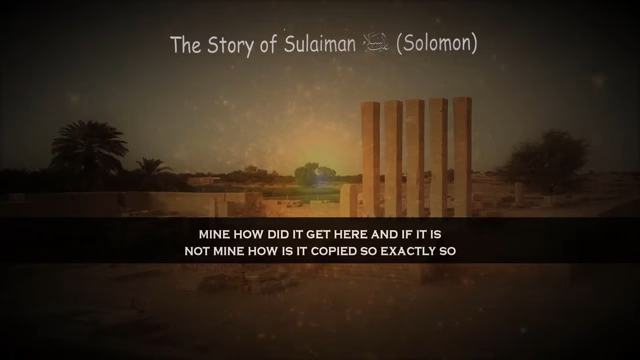 The Story of Sulaiman (Solomon)
MINE HOW DID IT GET HERE AND IF IT IS
NOT MINE HOW IS IT COPIED SO EXACTLY SO